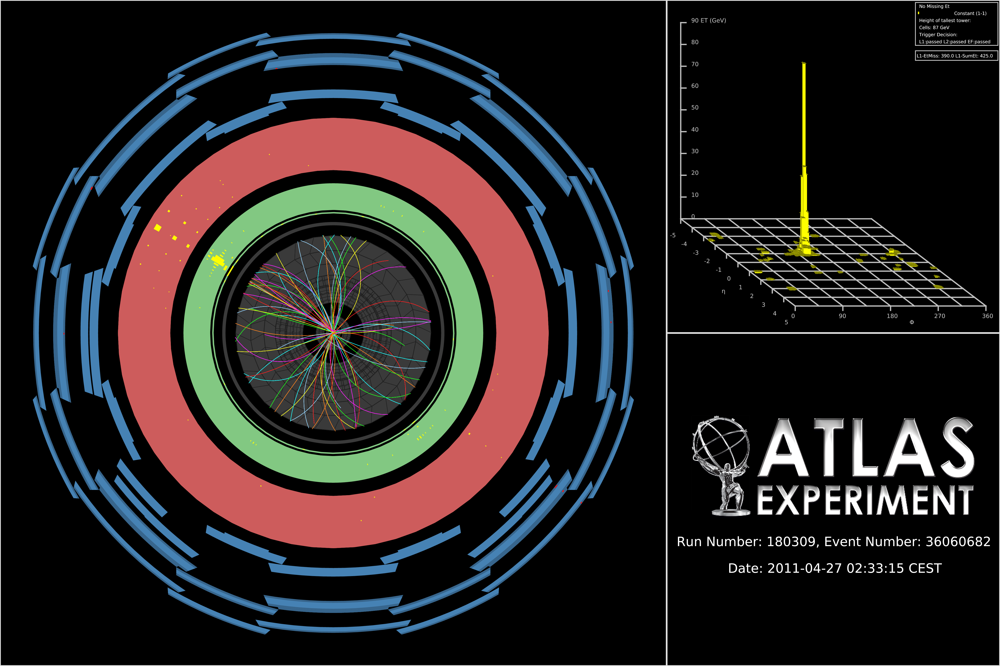 No Missing Et
Constant (1-1)
Height of tallest tower:
Cells: 87 GeV
Trigger Decision:
L1:passed L2:passed EF:passed
L1-EtMiss: 390.0 L1-SumEt: 425.0
90 ET (GeV)
80
70
60
50
40
30
20
10
0
-5
-4
-3
-2
-1
0
1
2
3
4
5
η
0
90
180
270
360
Φ
ATLAS
EXPERIMENT
Run Number: 180309, Event Number: 36060682
Date: 2011-04-27 02:33:15 CEST